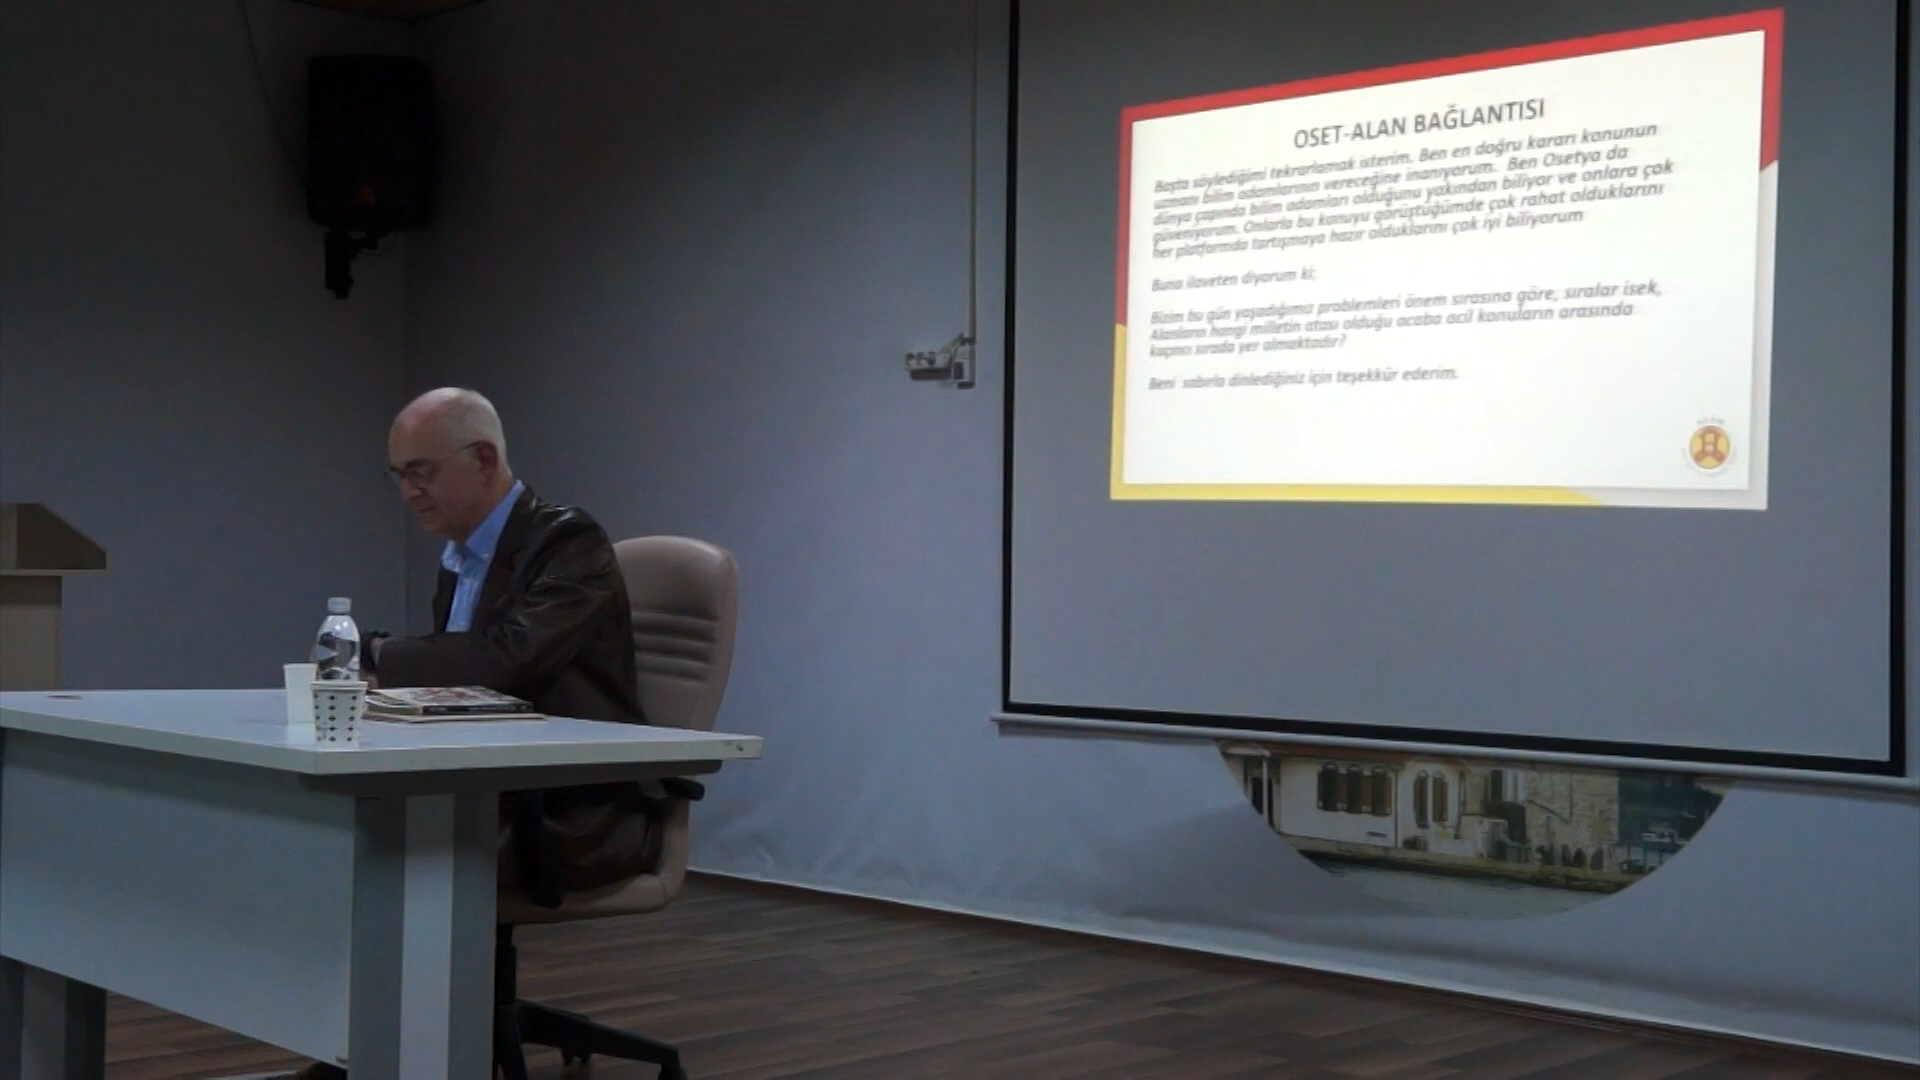 OSET-ALAN BAĞLANTISI
Başta söylediğimi tekrarlamak isterim. Ben en doğru kararı konunun
uzmanı bilim adamlarının vereceğine inanıyorum. Ben Osetya da
dünya çapında bilim adamları olduğunu yakından biliyor ve onlara çok
güveniyorum. Onlarla bu konuyu görüştüğümde çok rahat olduklarını
her platformda tartışmaya hazır olduklarını çok iyi biliyorum
Buna ilaveten diyorum ki;
Bizim bu gün yaşadığımız problemleri önem sırasına göre, sıralar isek,
Alanların hangi milletin atası olduğu acaba acil konuların arasında
kaçıncı sırada yer almaktadır?
Beni sabırla dinlediğiniz için teşekkür ederim.